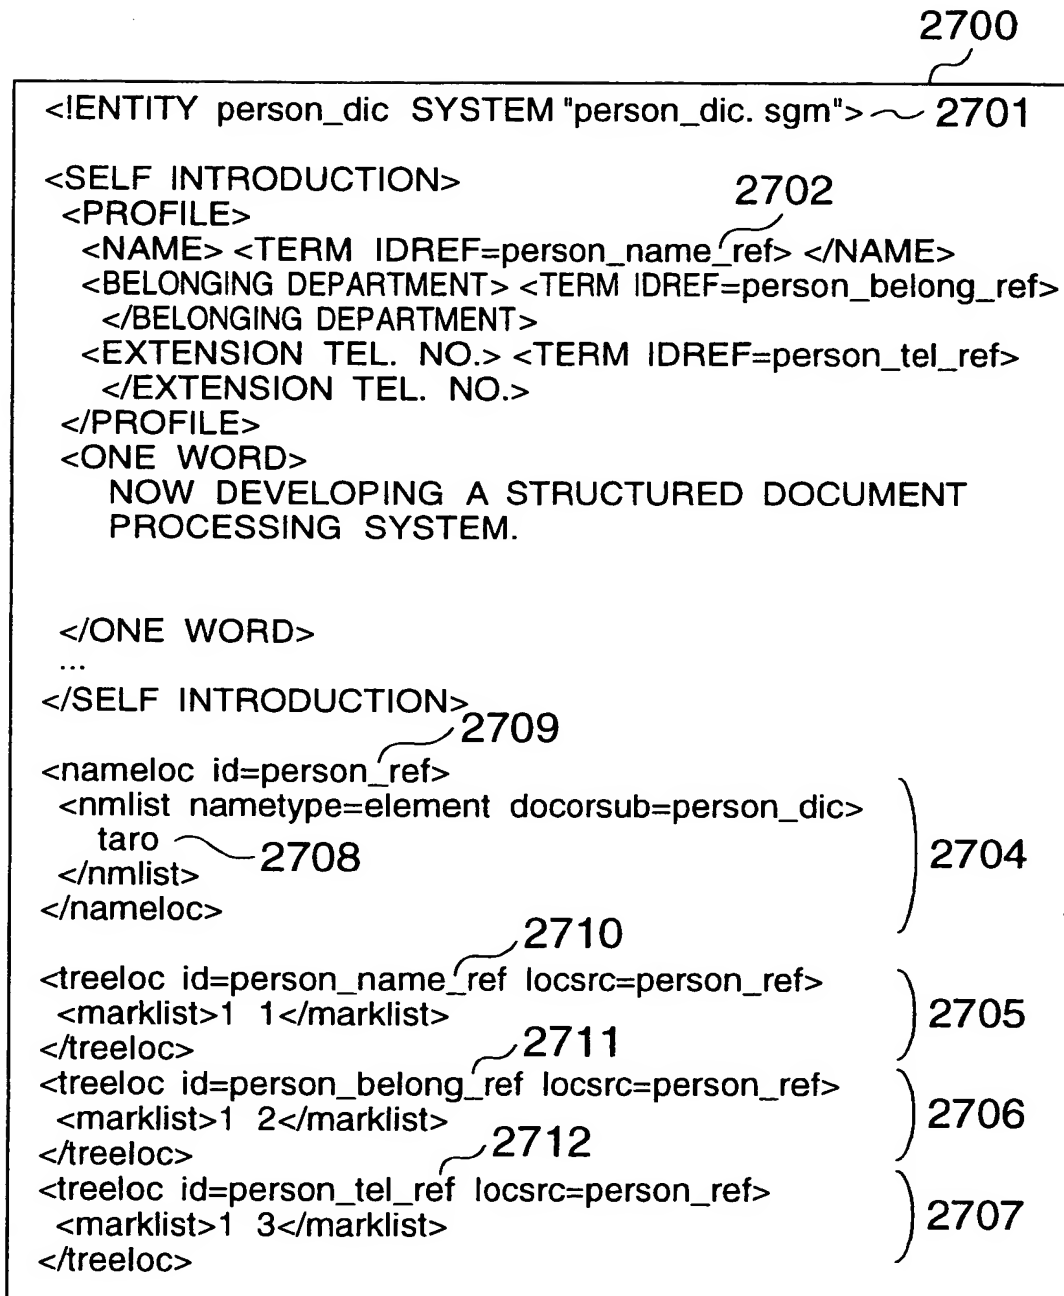 2700
<!ENTITY person_dic SYSTEM "person_dic. sgm"> 2701
<SELF INTRODUCTION>
2702
<PROFILE>
<NAME> <TERM IDREF=person_name_ref> </NAME>
<BELONGING DEPARTMENT> <TERM IDREF=person_belong_ref>
</BELONGING DEPARTMENT>
<EXTENSION TEL. NO.> <TERM IDREF=person_tel_ref>
</EXTENSION TEL. NO.>
</PROFILE>
<ONE WORD>
NOW DEVELOPING A STRUCTURED DOCUMENT
PROCESSING SYSTEM.
</ONE WORD>
...
</SELF INTRODUCTION>
2709
<nameloc id=person_ref>
<nmlist nametype=element docorsub=person_dic>
taro 2708
2704
</nmlist>
</nameloc>
2710
<treeloc id=person_name_ref locsrc=person_ref>
<marklist>1 1</marklist> 2705
</treeloc>
2711
<treeloc id=person_belong_ref locsrc=person_ref>
<marklist>1 2</marklist> 2706
</treeloc>
2712
<treeloc id=person_tel_ref locsrc=person_ref>
<marklist>1 3</marklist> 2707
</treeloc>